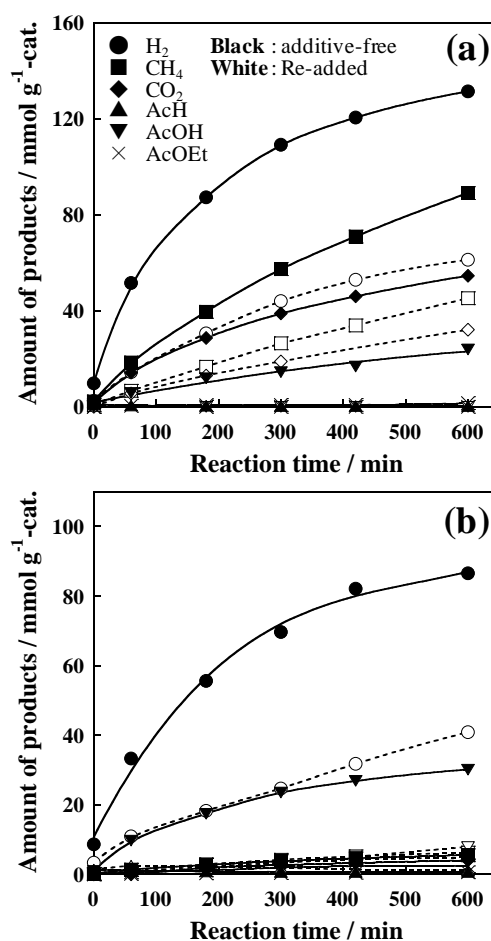 160
(a)
H2
Black : additive-free
CH4
White : Re-added
CO2
AcH
AcOH
AcOEt
120
80
40
0
Amount of products / mmol g-1-cat.
0 100 200 300 400 500 600
Reaction time / min
(b)
100
80
60
40
20
0
Amount of products / mmol g-1-cat.
0 100 200 300 400 500 600
Reaction time / min